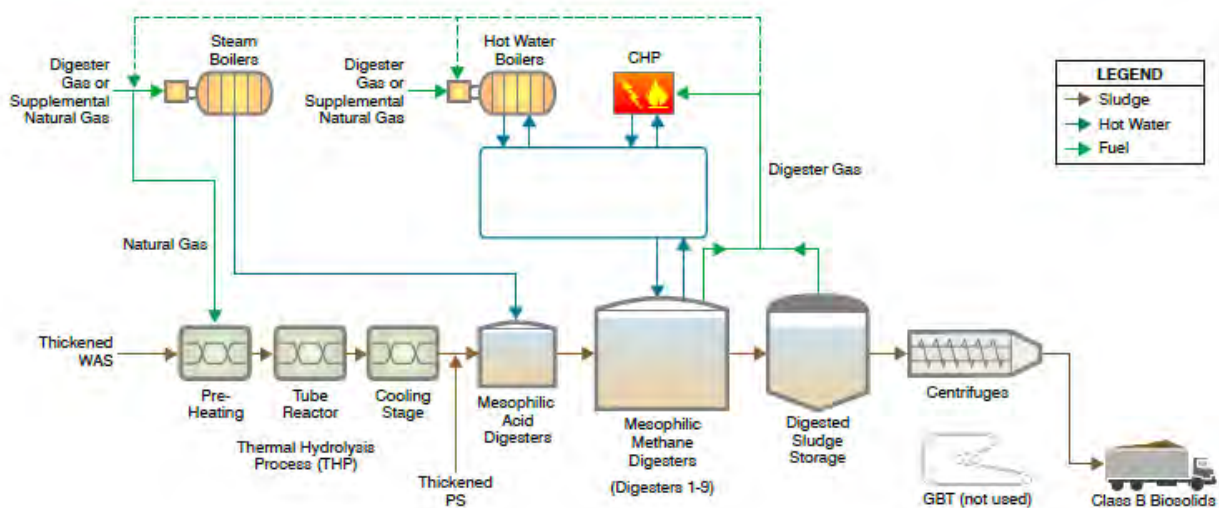 Steam
Boilers
Hot Water
Boilers
CHP
Digester
Gas or
Supplemental
Natural Gas
Digester
Gas or
Supplemental
Natural Gas
LEGEND
Sludge
Hot Water
Fuel
Digester Gas
Natural Gas
Thickened
WAS
Pre-
Heating
Tube
Reactor
Cooling
Stage
Thermal Hydrolysis
Process (THP)
Thickened
PS
Mesophilic
Acid
Digesters
Mesophilic
Methane
Digesters
(Digesters 1-9)
Digested
Sludge
Storage
Centrifuges
GBT (not used)
Class B Biosolids